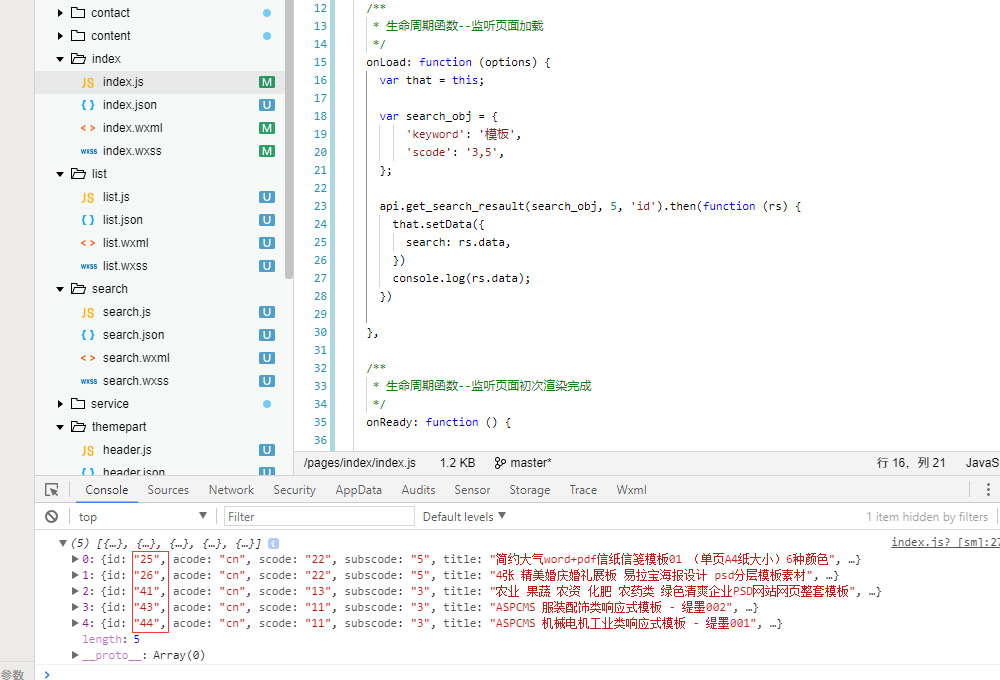 contact
content
index
JS index.js M
{ } index.json U
< > index.wxml M
wxss index.wxss M
list
JS list.js U
{ } list.json U
< > list.wxml U
wxss list.wxss U
search
JS search.js U
{ } search.json U
< > search.wxml U
wxss search.wxss U
service
themepart
JS header.js U
{ } header.json U
12 /**
13 * 生命周期函数--监听页面加载
14 */
15 onLoad: function (options) {
16 var that = this;
17
18 var search_obj = {
19 'keyword': '模板',
20 'scode': '3,5',
21 };
22
23 api.get_search_resault(search_obj, 5, 'id').then(function (rs) {
24 that.setData({
25 search: rs.data,
26 })
27 console.log(rs.data);
28 })
29
30 },
31
32 /**
33 * 生命周期函数--监听页面初次渲染完成
34 */
35 onReady: function () {
36
/pages/index/index.js 1.2 KB master* 行 16，列 21 JavaS
Console Sources Network Security AppData Audits Sensor Storage Trace Wxml
top Filter Default levels 1 item hidden by filters
(5) [{…}, {…}, {…}, {…}, {…}] index.js? [sm]:27
0: {id: "25", acode: "cn", scode: "22", subscode: "5", title: "简约大气word+pdf信纸信笺模板01 （单页A4纸大小）6种颜色", …}
1: {id: "26", acode: "cn", scode: "22", subscode: "5", title: "4张 精美婚庆婚礼展板 易拉宝海报设计 psd分层模板素材", …}
2: {id: "41", acode: "cn", scode: "13", subscode: "3", title: "农业 果蔬 农资 化肥 农药类 绿色清爽企业PSD网站网页整套模板", …}
3: {id: "43", acode: "cn", scode: "11", subscode: "3", title: "ASPCMS 服装配饰类响应式模板 - 缇墨002", …}
4: {id: "44", acode: "cn", scode: "11", subscode: "3", title: "ASPCMS 机械电机工业类响应式模板 - 缇墨001", …}
length: 5
__proto__: Array(0)
参数 >